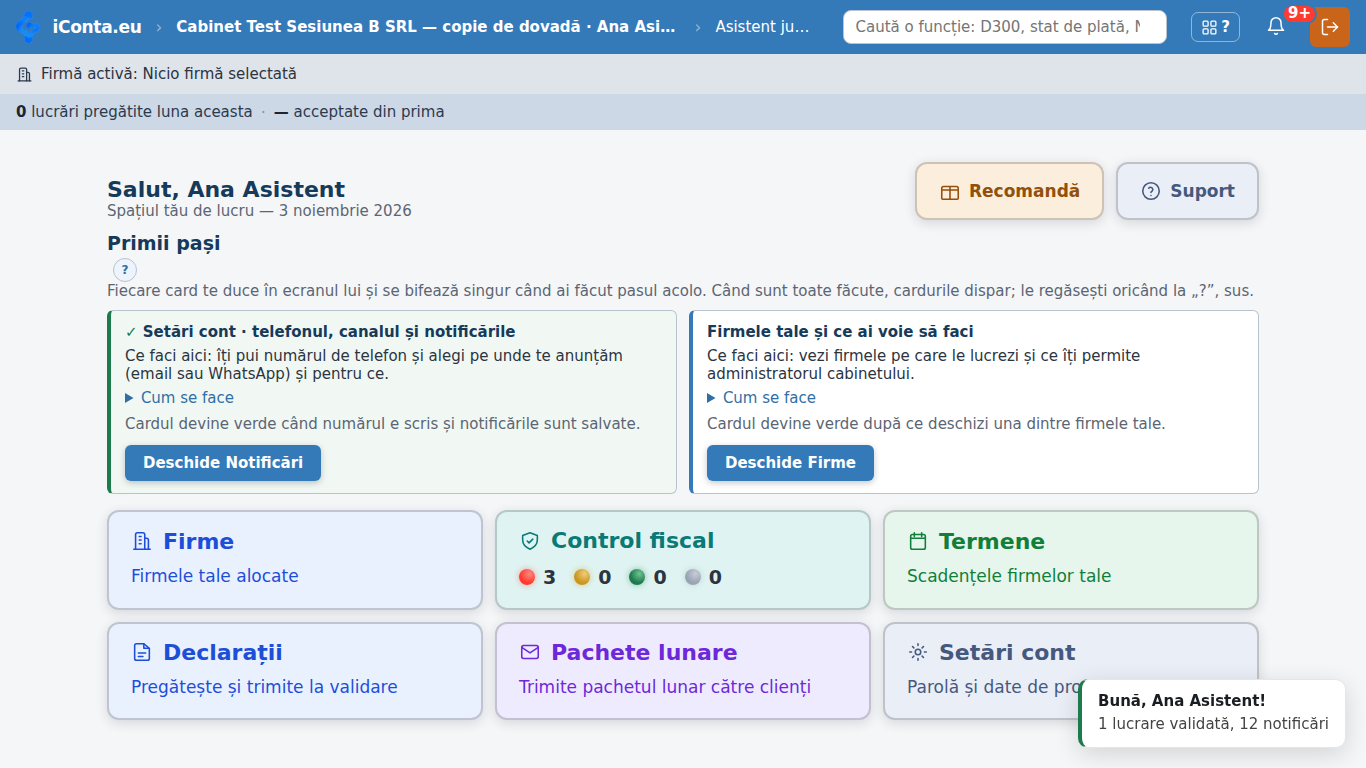 iConta.eu › Cabinet Test Sesiunea B SRL — copie de dovadă · Ana Asi… › Asistent ju… Caută o funcție: D300, stat de plată, ? 9+
Firmă activă: Nicio firmă selectată
0 lucrări pregătite luna aceasta · — acceptate din prima
Salut, Ana Asistent
Spațiul tău de lucru — 3 noiembrie 2026
Recomandă
Suport
Primii pași
?
Fiecare card te duce în ecranul lui și se bifează singur când ai făcut pasul acolo. Când sunt toate făcute, cardurile dispar; le regăsești oricând la „?”, sus.
✓ Setări cont · telefonul, canalul și notificările
Ce faci aici: îți pui numărul de telefon și alegi pe unde te anunțăm
(email sau WhatsApp) și pentru ce.
Cum se face
Cardul devine verde când numărul e scris și notificările sunt salvate.
Deschide Notificări
Firmele tale și ce ai voie să faci
Ce faci aici: vezi firmele pe care le lucrezi și ce îți permite
administratorul cabinetului.
Cum se face
Cardul devine verde după ce deschizi una dintre firmele tale.
Deschide Firme
Firme
Firmele tale alocate
Control fiscal
3 0 0 0
Termene
Scadențele firmelor tale
Declarații
Pregătește și trimite la validare
Pachete lunare
Trimite pachetul lunar către clienți
Setări cont
Parolă și date de
Bună, Ana Asistent!
1 lucrare validată, 12 notificări